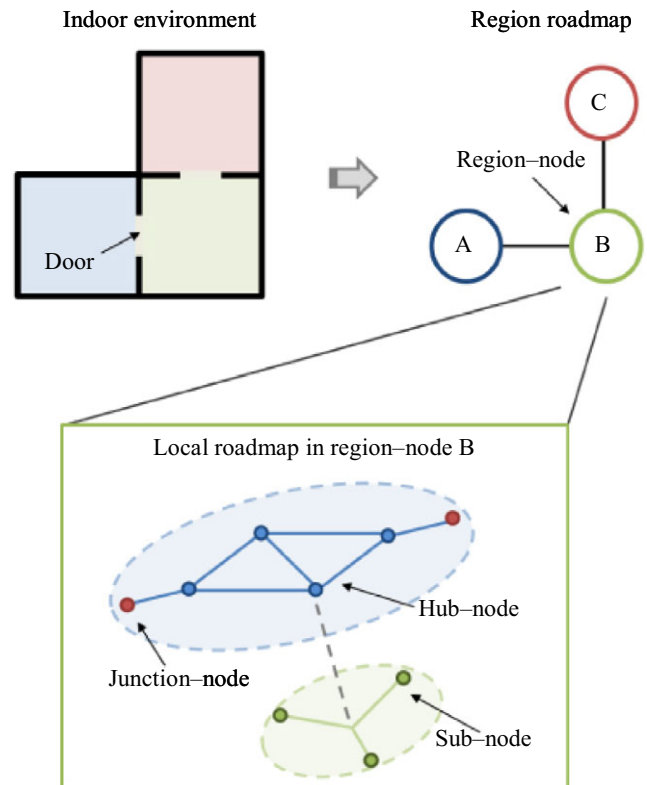 Indoor environment
Region roadmap
C
Region–node
A
B
Door
Local roadmap in region–node B
Hub–node
Junction–node
Sub–node